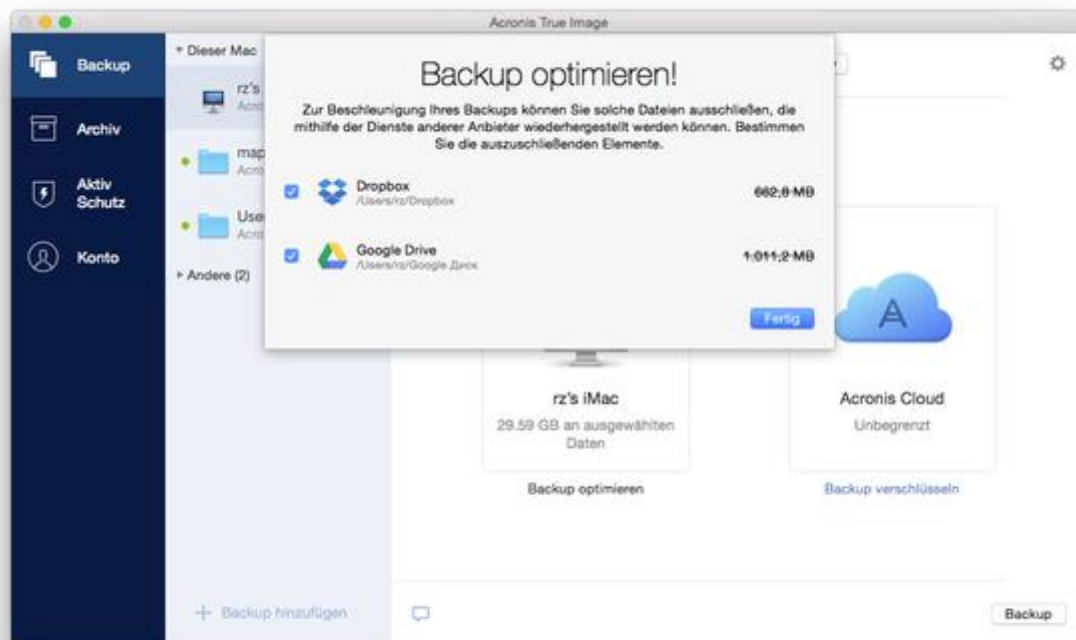 Acronis True Image
Backup
Archiv
Aktiv
Schutz
Konto
Dieser Mac
rz's
map
Use
Andere (2)
Backup hinzufügen
Backup optimieren!
Zur Beschleunigung Ihres Backups können Sie solche Dateien ausschließen, die
mithilfe der Dienste anderer Anbieter wiederhergestellt werden können. Bestimmen
Sie die auszuschließenden Elemente.
Dropbox
662,8 MB
/Users/rz/Dropbox
Google Drive
1.011,2 MB
/Users/rz/Google Диск
Fertig
rz's iMac
29.59 GB an ausgewählten
Daten
Backup optimieren
Acronis Cloud
Unbegrenzt
Backup verschlüsseln
Backup